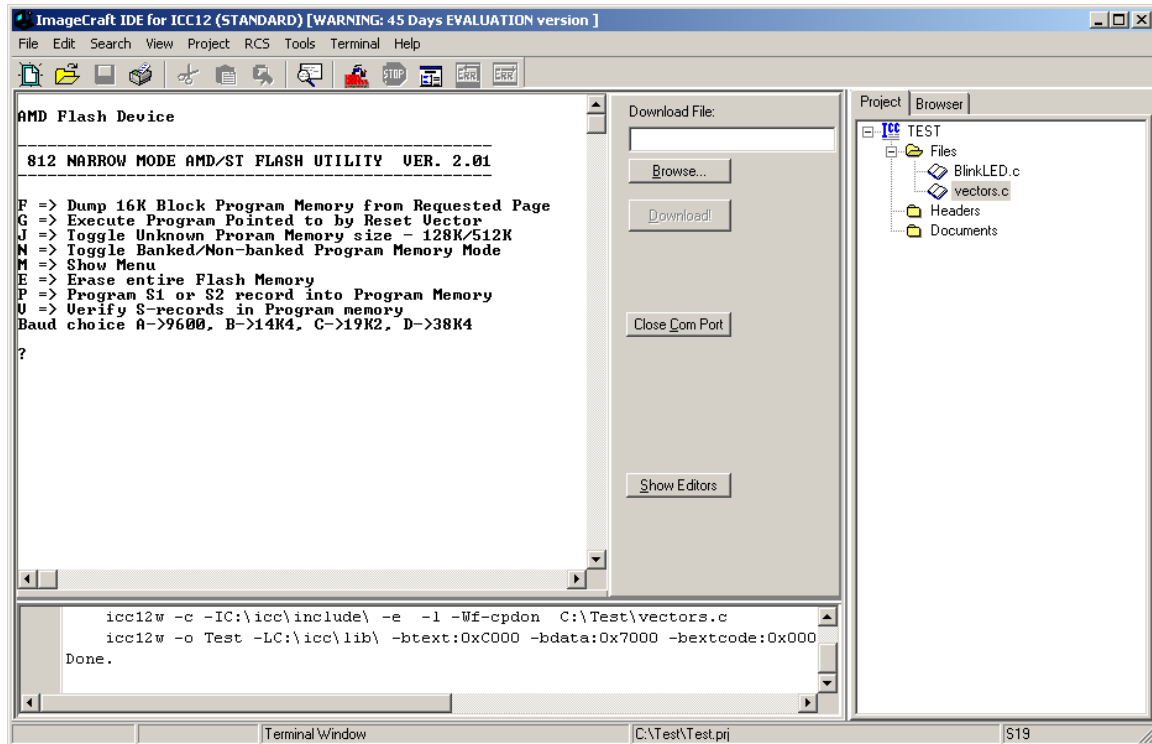 ImageCraft IDE for ICC12 (STANDARD) [WARNING: 45 Days EVALUATION version ]
File Edit Search View Project RCS Tools Terminal Help
STOP ERR ERR
AMD Flash Device
812 NARROW MODE AMD/ST FLASH UTILITY VER. 2.01
F => Dump 16K Block Program Memory from Requested Page
G => Execute Program Pointed to by Reset Vector
J => Toggle Unknown Proram Memory size - 128K/512K
N => Toggle Banked/Non-banked Program Memory Mode
M => Show Menu
E => Erase entire Flash Memory
P => Program S1 or S2 record into Program Memory
V => Verify S-records in Program memory
Baud choice A->9600, B->14K4, C->19K2, D->38K4
?
Download File:
Browse...
Download!
Close Com Port
Show Editors
Project Browser
ICC TEST
Files
BlinkLED.c
vectors.c
Headers
Documents
icc12w -c -IC:\icc\include\ -e -l -Wf-cpdon C:\Test\vectors.c
icc12w -o Test -LC:\icc\lib\ -btext:0xC000 -bdata:0x7000 -bextcode:0x000
Done.
Terminal Window
C:\Test\Test.prj
S19